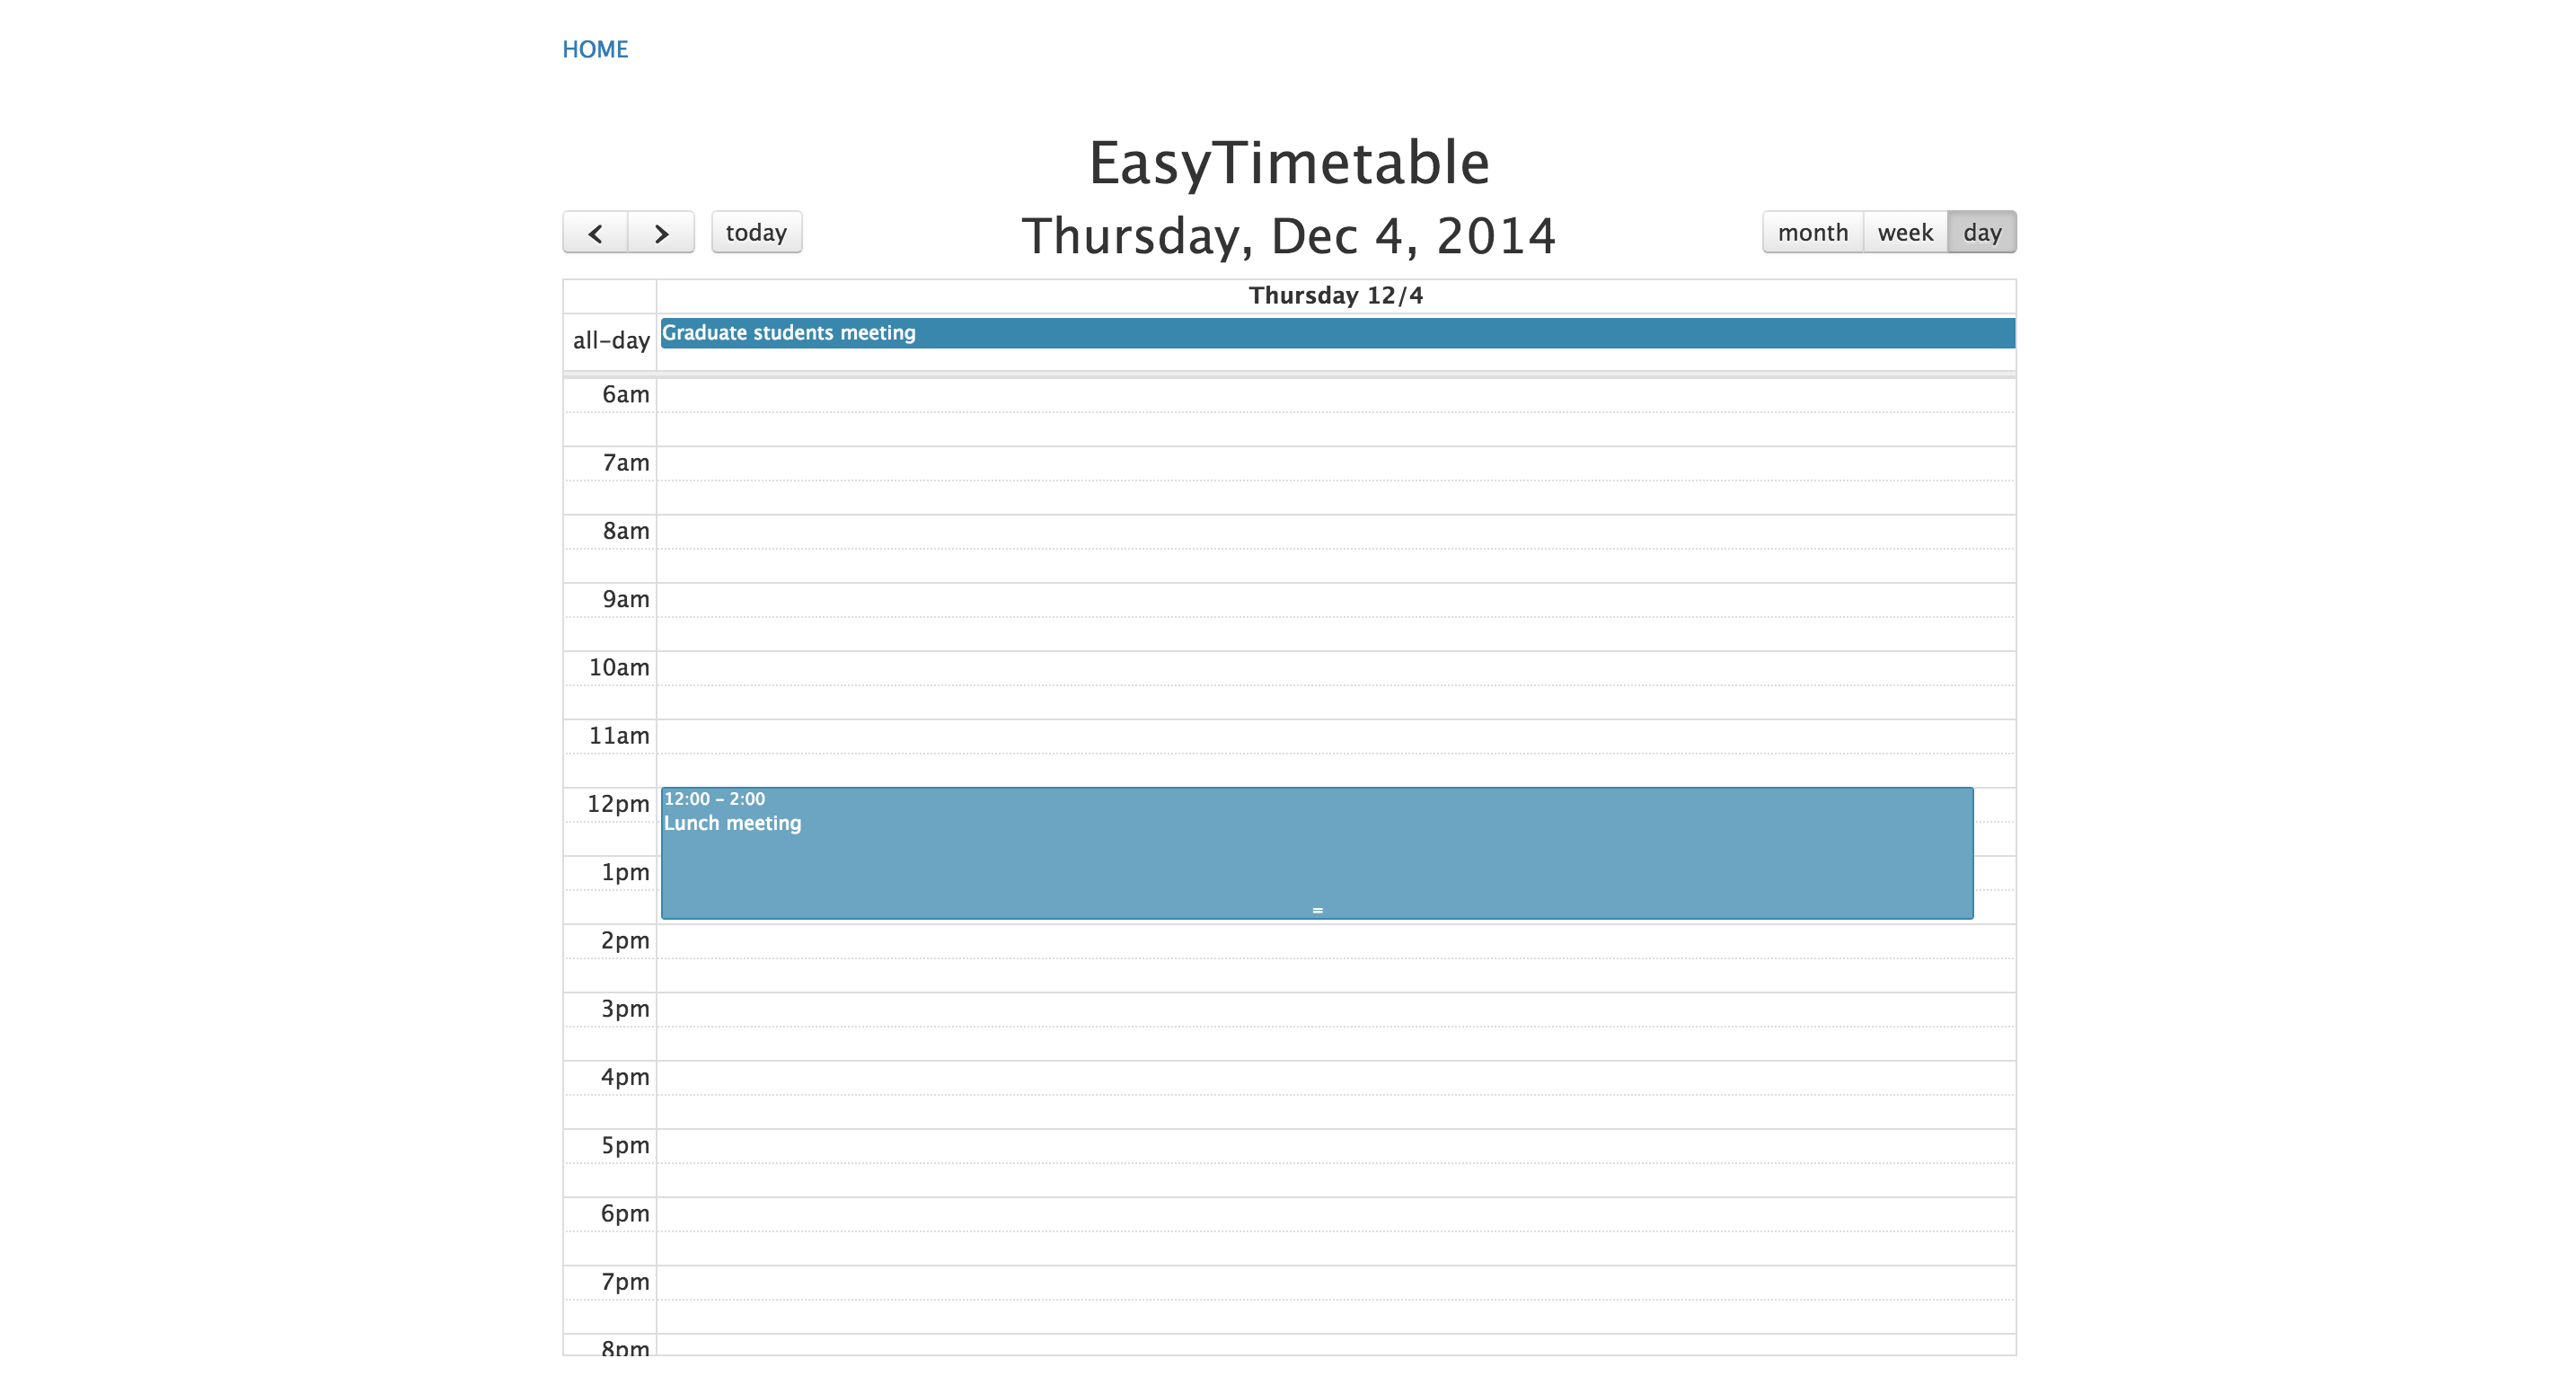 HOME
EasyTimetable
today
Thursday, Dec 4, 2014
month week day
Thursday 12/4
all-day Graduate students meeting
6am
7am
8am
9am
10am
11am
12pm 12:00 – 2:00
Lunch meeting
1pm
2pm
3pm
4pm
5pm
6pm
7pm
8pm